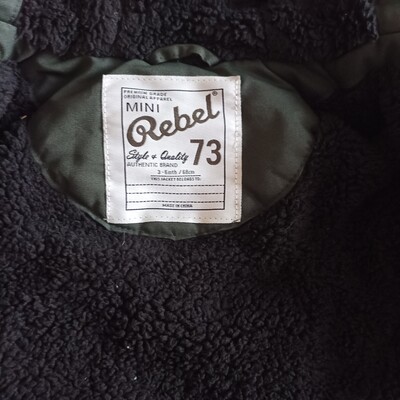 PREMIUM GRADE
ORIGINAL APPAREL
MINI
Rebel
Style & Quality 73
AUTHENTIC BRAND
3-6mth / 68cm
THIS JACKET BELONGS TO:
MADE IN CHINA